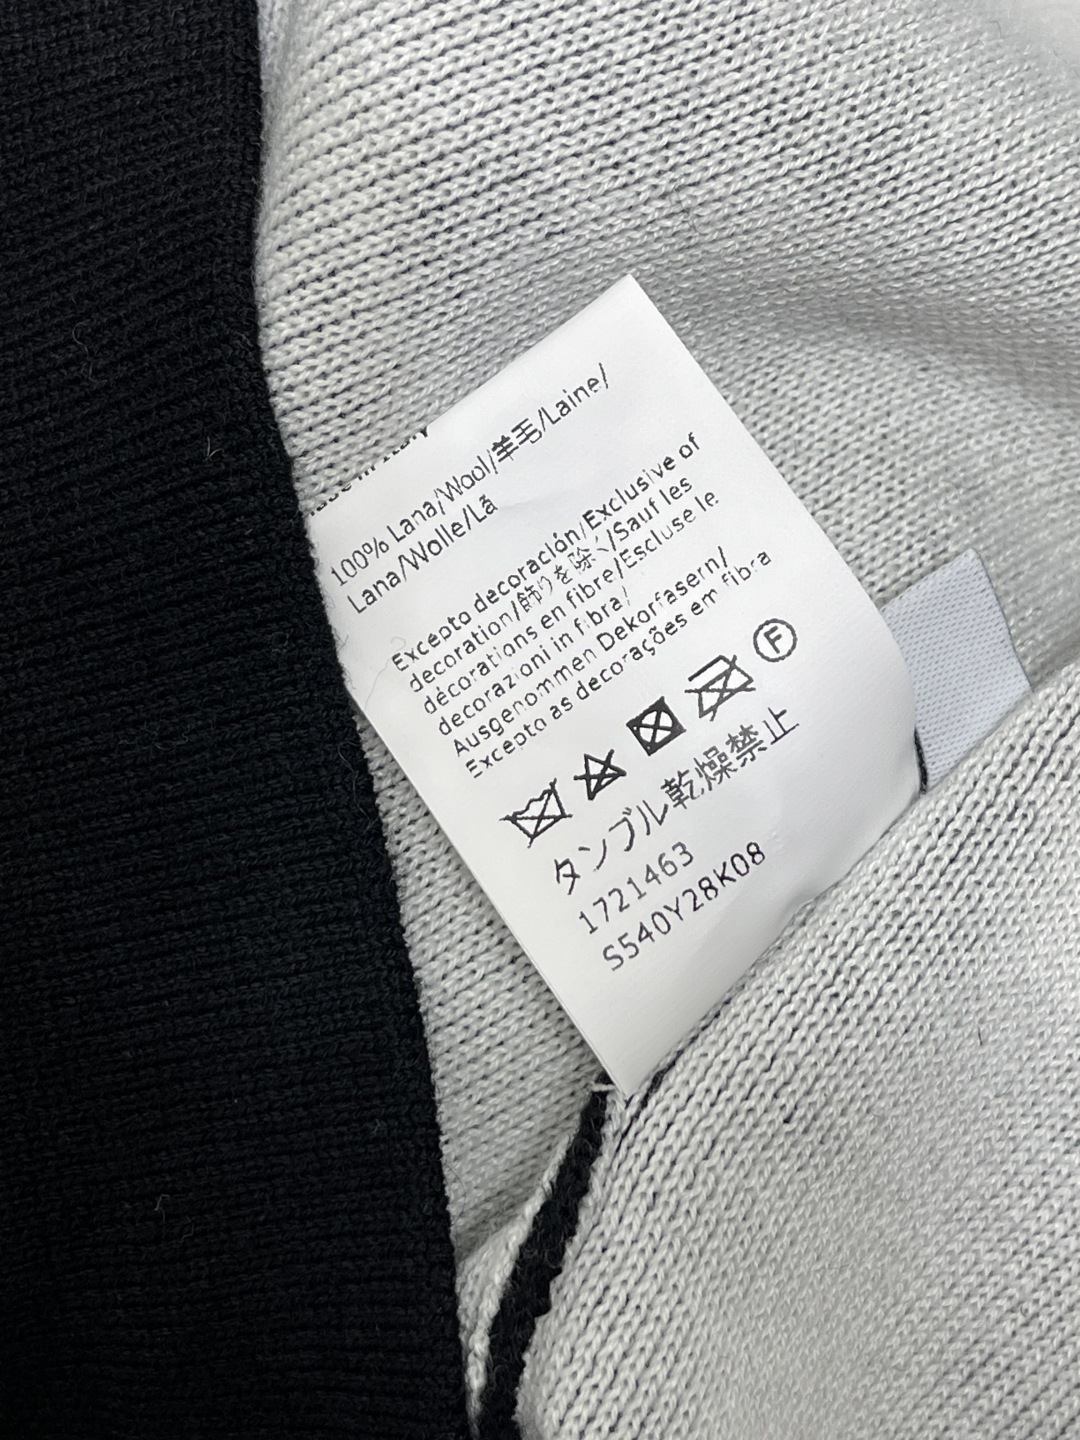 100% Lana/Wool/羊毛/Laine/
Lana/Wolle/Lã
Excepto decoración/Exclusive of
decoration/飾りを除く/Sauf les
décorations en fibre/Escluse le
decorazioni in fibra/
Ausgenommen Dekorfasern/
Excepto as decorações em fibra
F
タンブル乾燥禁止
1721463
S540Y28K08